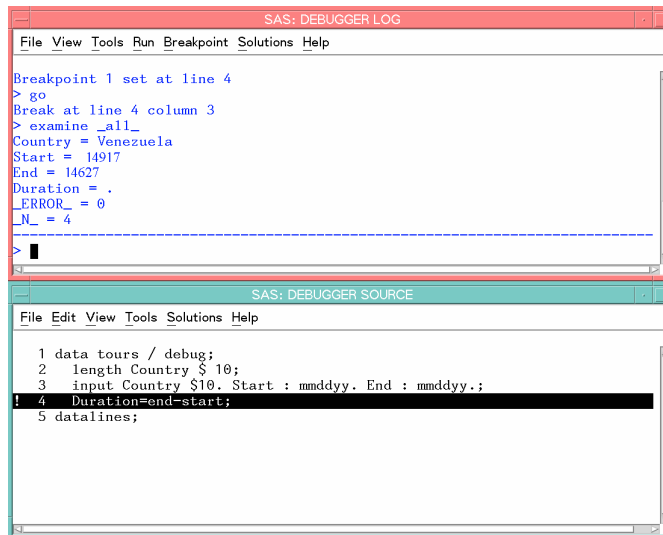 SAS: DEBUGGER LOG
File View Tools Run Breakpoint Solutions Help
Breakpoint 1 set at line 4
> go
Break at line 4 column 3
> examine _all_
Country = Venezuela
Start = 14917
End = 14627
Duration = .
_ERROR_ = 0
_N_ = 4
>
SAS: DEBUGGER SOURCE
File Edit View Tools Solutions Help
1 data tours / debug;
2 length Country $ 10;
3 input Country $10. Start : mmddyy. End : mmddyy.;
! 4 Duration=end-start;
5 datalines;